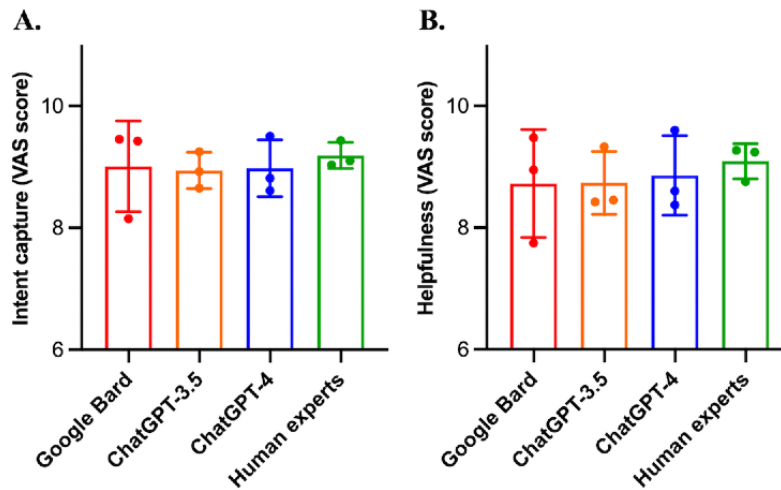 A.
Intent capture (VAS score)
10
8
6
Google Bard
ChatGPT-3.5
ChatGPT-4
Human experts
B.
Helpfulness (VAS score)
10
8
6
Google Bard
ChatGPT-3.5
ChatGPT-4
Human experts